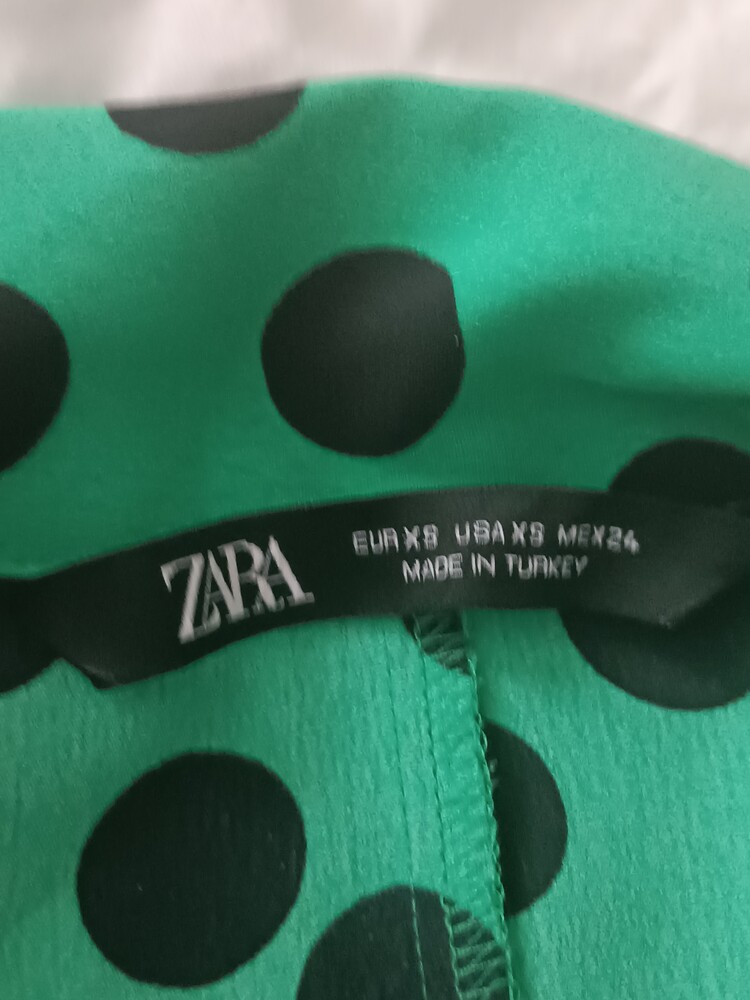 ZARA
EUR XS USA XS MEX 24
MADE IN TURKEY